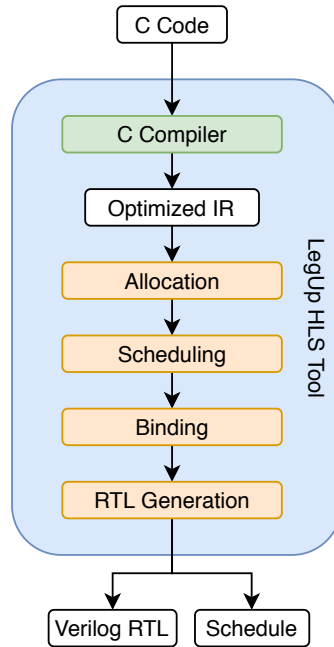 C Code
C Compiler
Optimized IR
Allocation
Scheduling
Binding
RTL Generation
LegUp HLS Tool
Verilog RTL
Schedule